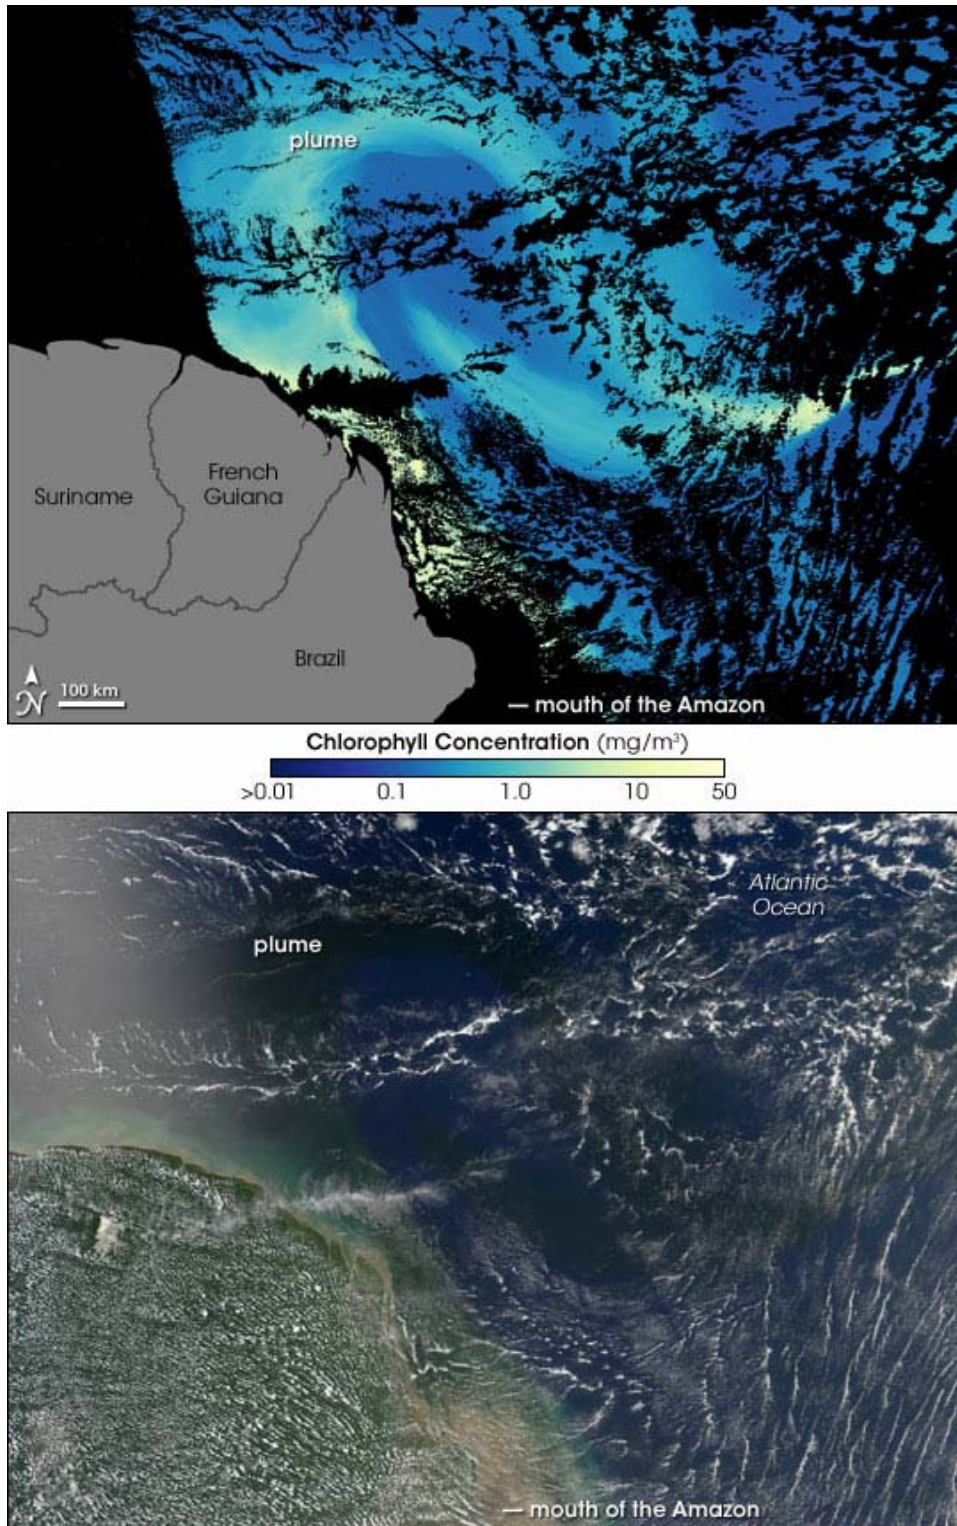 plume
French
Guiana
Suriname
Brazil
N
100 km
— mouth of the Amazon
Chlorophyll Concentration (mg/m³)
>0.01 0.1 1.0 10 50
Atlantic
Ocean
plume
— mouth of the Amazon